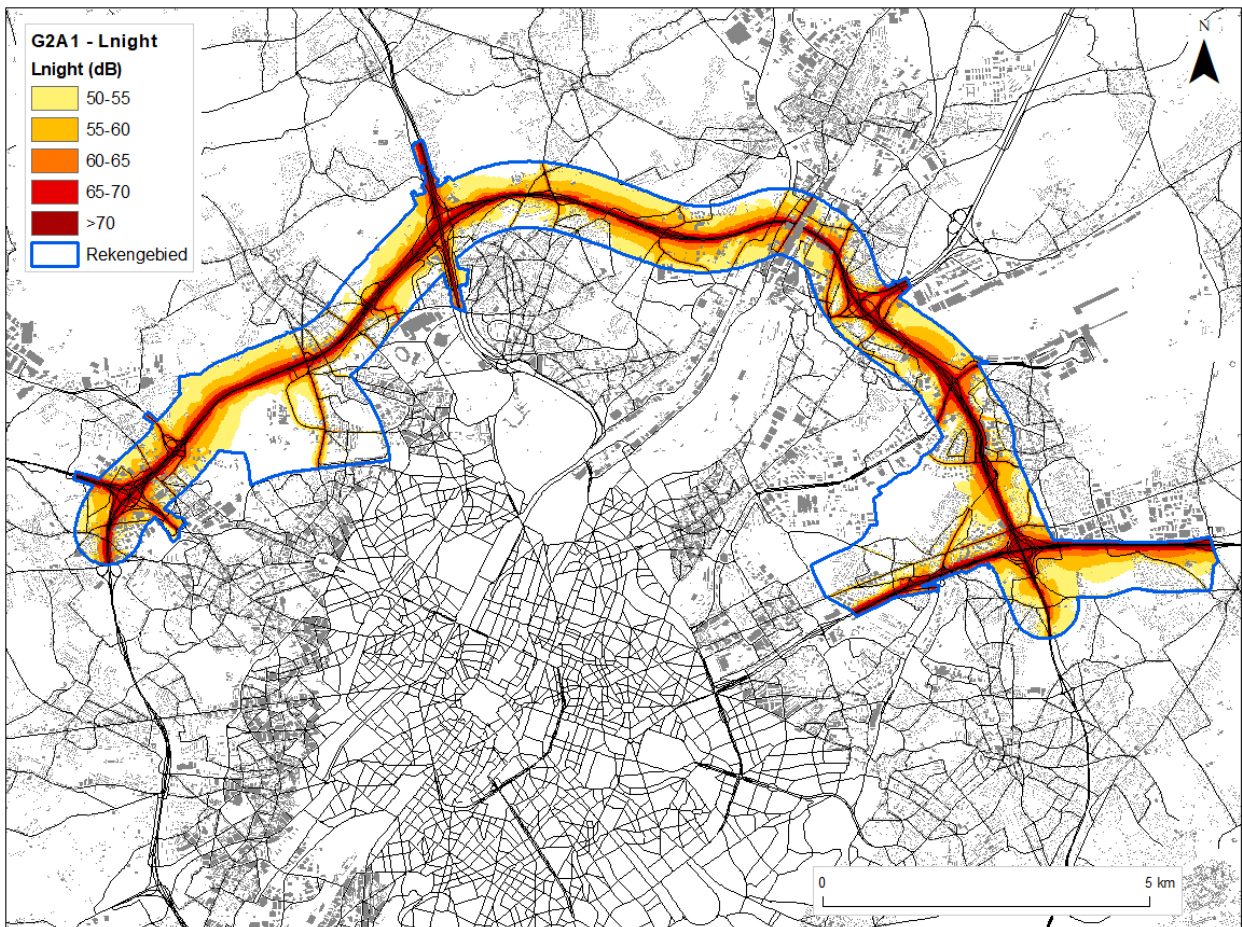 G2A1 - Lnight
Lnight (dB)
50-55
55-60
60-65
65-70
>70
Rekengebied
N
0
5 km